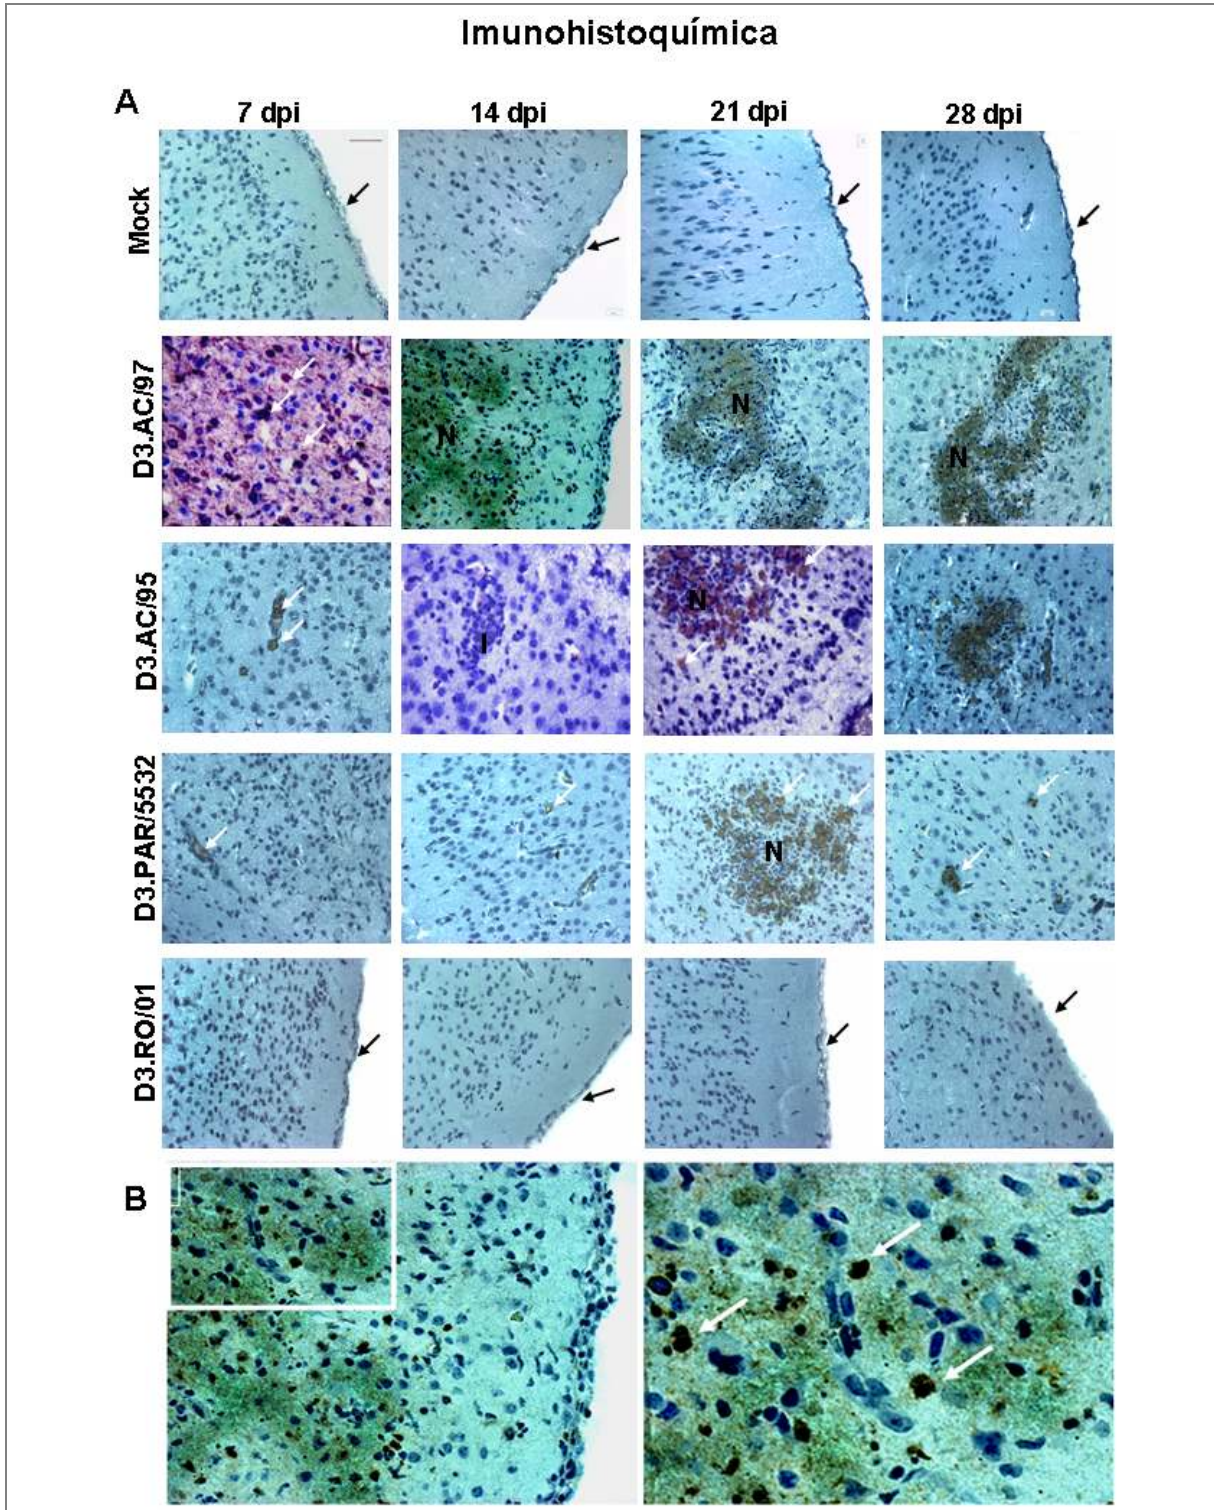 Imunohistoquímica
A
7 dpi 14 dpi 21 dpi 28 dpi
Mock
D3.AC/97
N N N
D3.AC/95
I N
D3.PAR/5532
N
D3.RO/01
B